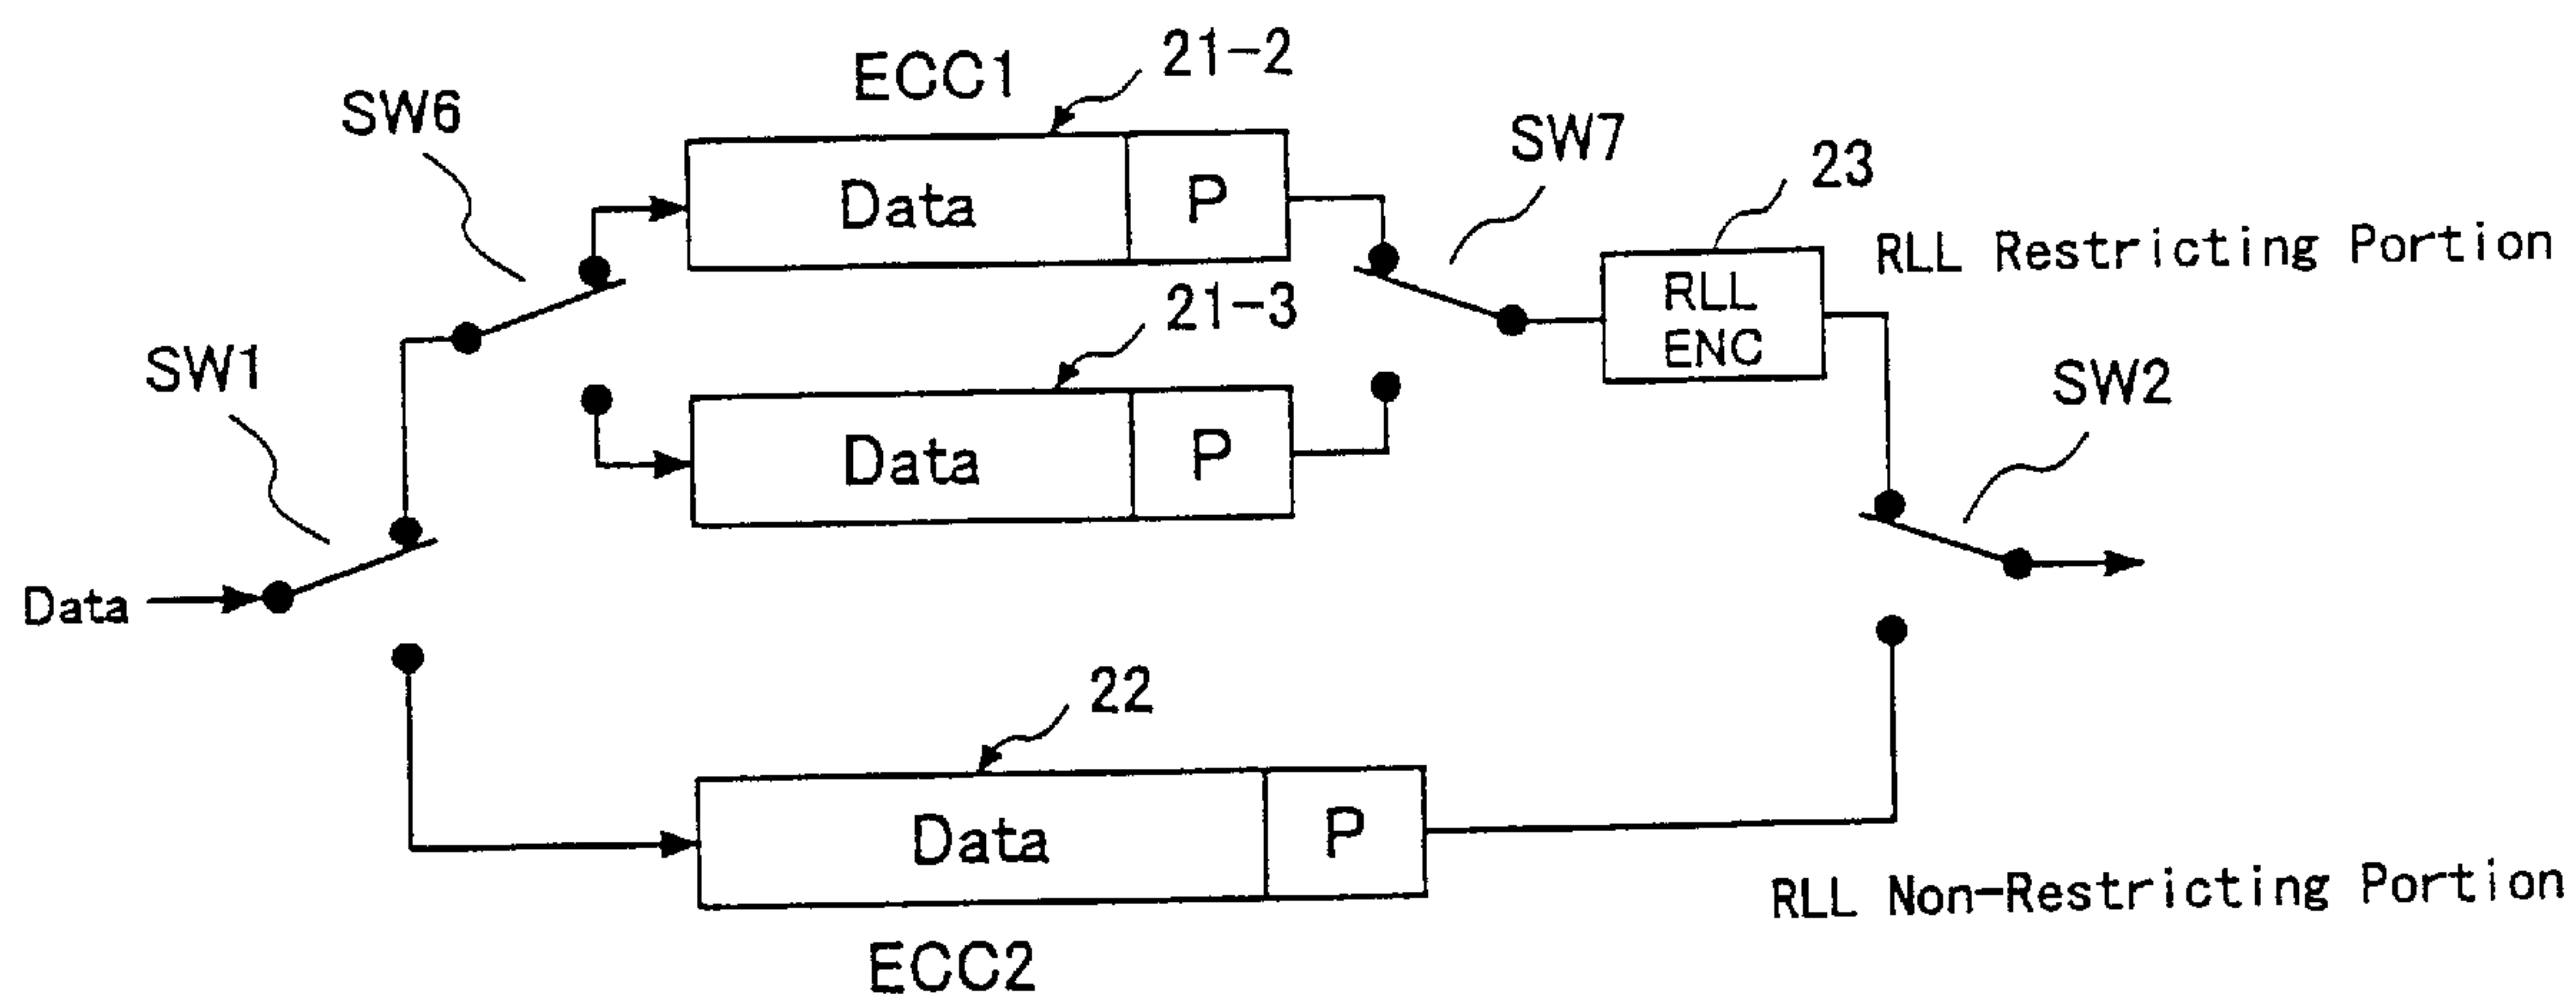 ECC1
21-2
SW6
SW7
Data
P
23
RLL
ENC
RLL Restricting Portion
21-3
SW1
Data
P
SW2
Data
22
Data
P
RLL Non-Restricting Portion
ECC2